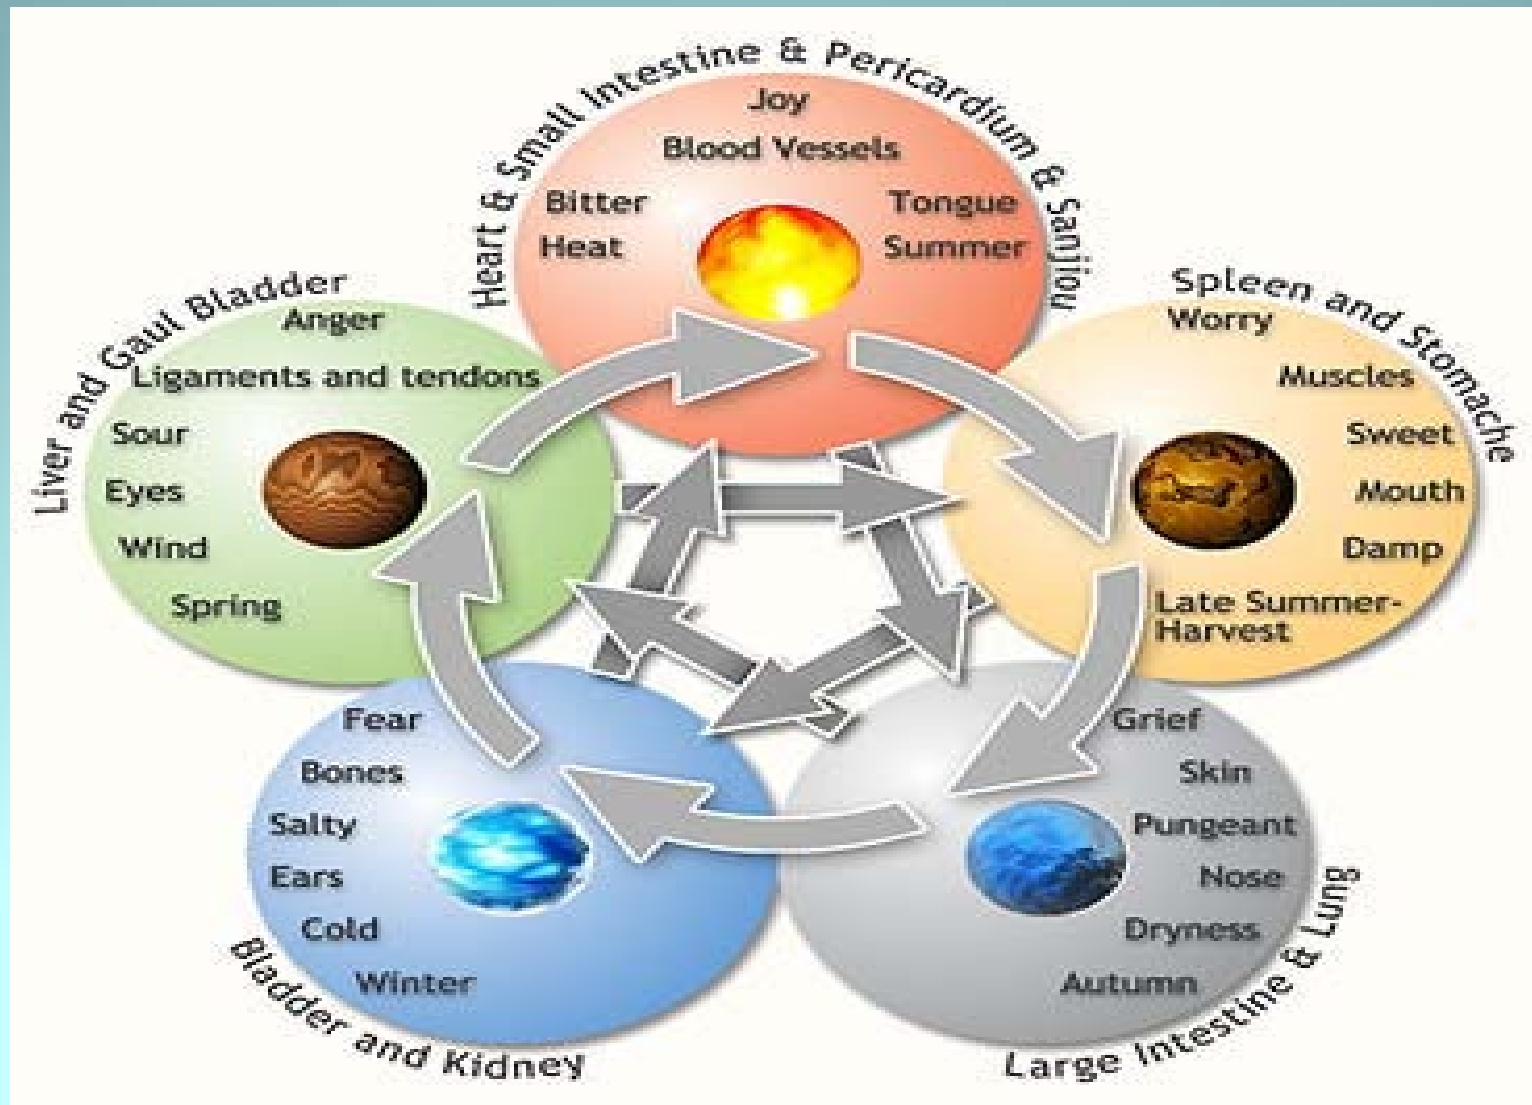 Heart & Small Intestine & Pericardium & Sanjiou
Joy
Blood Vessels
Bitter
Tongue
Heat
Summer
Liver and Gaul Bladder
Anger
Ligaments and tendons
Sour
Eyes
Wind
Spring
Spleen and Stomache
Worry
Muscles
Sweet
Mouth
Damp
Late Summer-
Harvest
Fear
Bones
Salty
Ears
Cold
Winter
Bladder and Kidney
Grief
Skin
Pungeant
Nose
Dryness
Autumn
Large Intestine & Lung